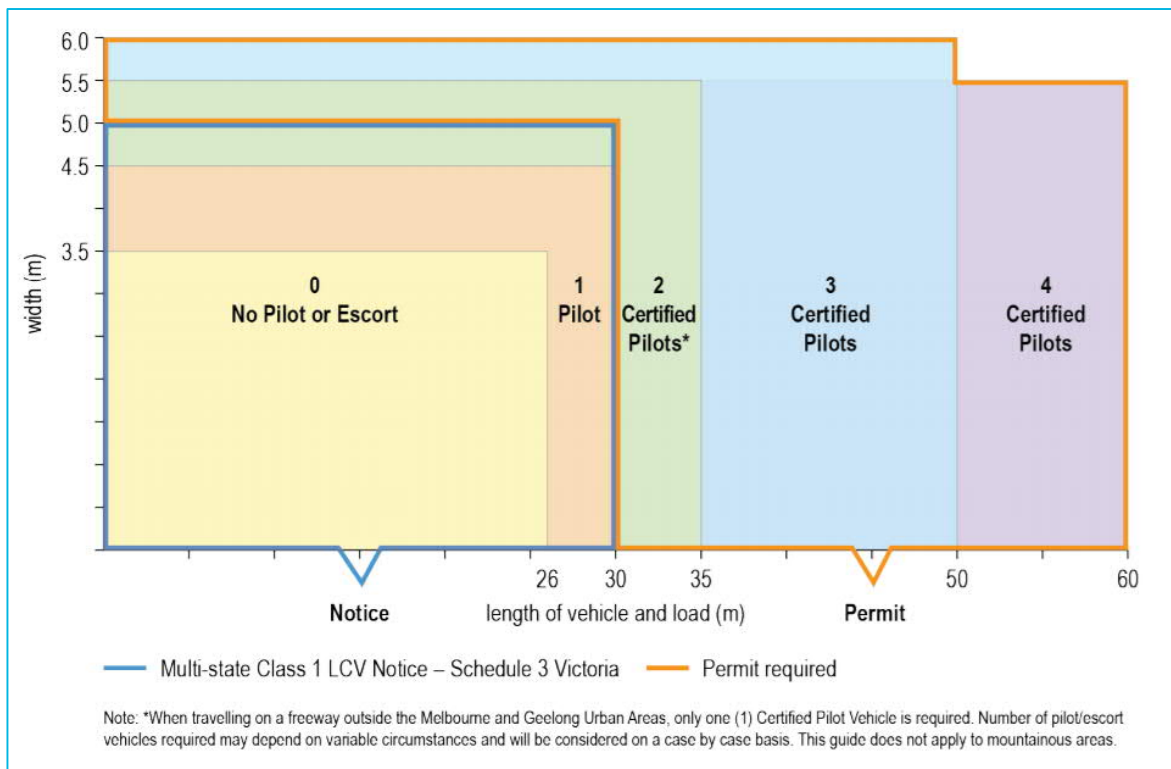 6.0
5.5
5.0
4.5
3.5
width (m)
0
No Pilot or Escort
1
Pilot
2
Certified
Pilots*
3
Certified
Pilots
4
Certified
Pilots
26
30
35
50
60
Notice
length of vehicle and load (m)
Permit
Multi-state Class 1 LCV Notice – Schedule 3 Victoria
Permit required
Note: *When travelling on a freeway outside the Melbourne and Geelong Urban Areas, only one (1) Certified Pilot Vehicle is required. Number of pilot/escort
vehicles required may depend on variable circumstances and will be considered on a case by case basis. This guide does not apply to mountainous areas.